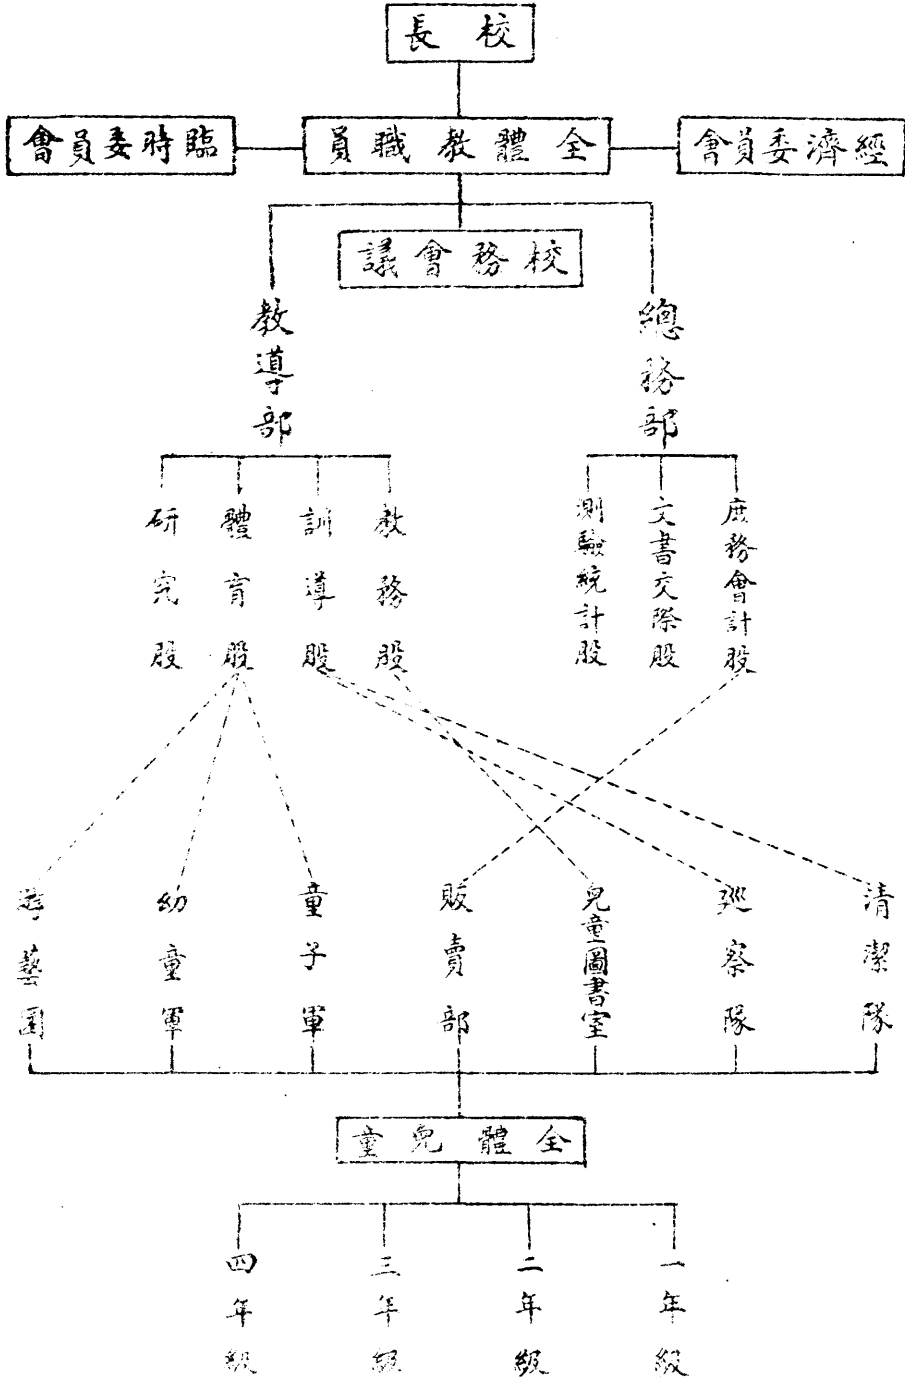 校長
經濟委員會
全體教職員
臨時委員會
校務會議
總務部
教導部
庶務會計股
文書交際股
測驗統計股
教務股
訓導股
體育股
研究股
清潔隊
巡察隊
兒童圖書室
販賣部
童子軍
幼童軍
游藝團
全體兒童
一年級
二年級
三年級
四年級